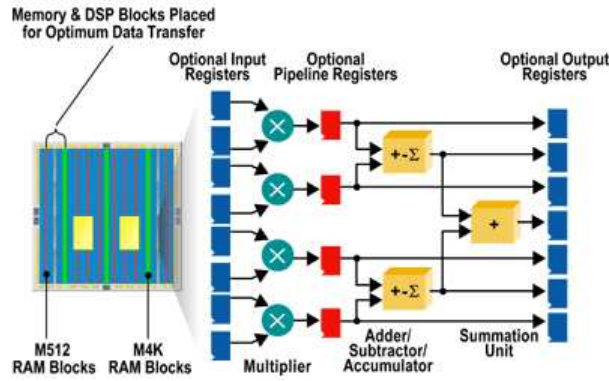 Memory & DSP Blocks Placed
for Optimum Data Transfer
Optional Input
Registers
Optional
Pipeline Registers
Optional Output
Registers
+-Σ
+
+-Σ
M512
RAM Blocks
M4K
RAM Blocks
Multiplier
Adder/
Subtractor/
Accumulator
Summation
Unit